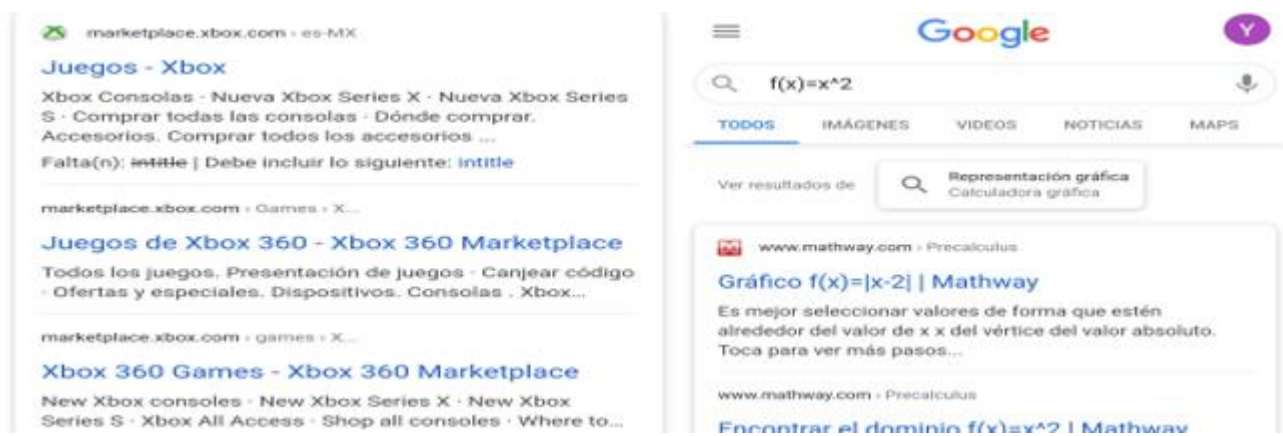 marketplace.xbox.com › es-MX
Juegos - Xbox
Xbox Consolas · Nueva Xbox Series X · Nueva Xbox Series
S · Comprar todas las consolas · Dónde comprar.
Accesorios. Comprar todos los accesorios ...
Falta(n): intitle | Debe incluir lo siguiente: intitle
marketplace.xbox.com › Games › X...
Juegos de Xbox 360 - Xbox 360 Marketplace
Todos los juegos. Presentación de juegos · Canjear código
· Ofertas y especiales. Dispositivos. Consolas . Xbox...
marketplace.xbox.com › games › X...
Xbox 360 Games - Xbox 360 Marketplace
New Xbox consoles · New Xbox Series X · New Xbox
Series S · Xbox All Access · Shop all consoles · Where to...
Google
Y
f(x)=x^2
TODOS IMÁGENES VIDEOS NOTICIAS MAPS
Ver resultados de
Representación gráfica
Calculadora gráfica
www.mathway.com › Precalculus
Gráfico f(x)=|x-2| | Mathway
Es mejor seleccionar valores de forma que estén
alrededor del valor de x x del vértice del valor absoluto.
Toca para ver más pasos...
www.mathway.com › Precalculus
Encontrar el dominio f(x)=x^2 | Mathway